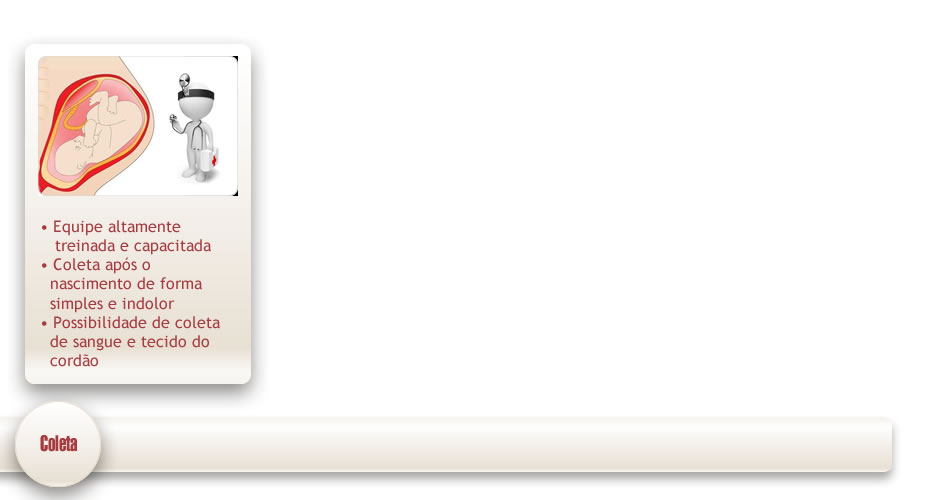 • Equipe altamente
treinada e capacitada
• Coleta após o
nascimento de forma
simples e indolor
• Possibilidade de coleta
de sangue e tecido do
cordão
Coleta